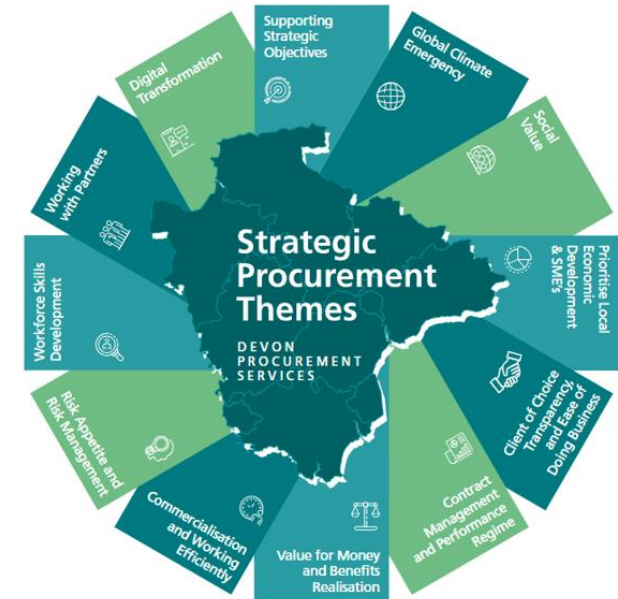 Supporting
Strategic
Objectives
Global Climate
Emergency
Social
Value
Prioritise Local
Economic
Development
& SME's
Client of Choice
Transparency,
and Ease of
Doing Business
Contract
Management
and Performance
Regime
Value for Money
and Benefits
Realisation
Commercialisation
and Working
Efficiently
Risk Appetite and
Risk Management
Workforce Skills
Development
Working
with Partners
Digital
Transformation
Strategic
Procurement
Themes
DEVON
PROCUREMENT
SERVICES